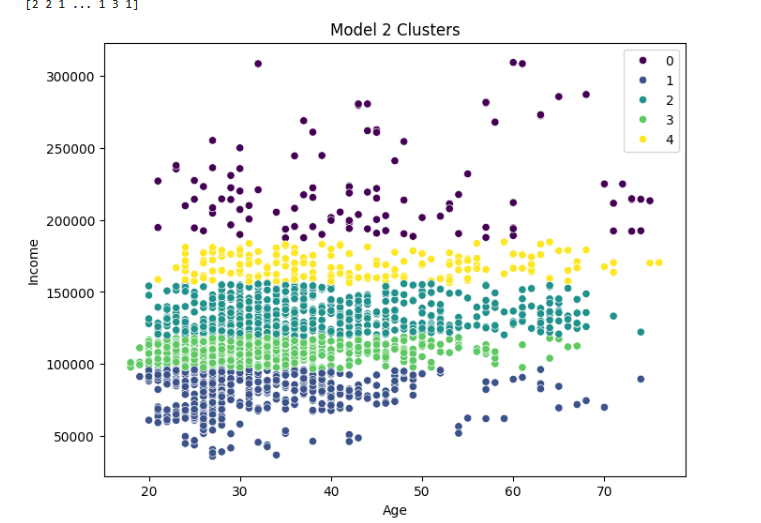 [2 2 1 ... 1 3 1]
Model 2 Clusters
300000
250000
200000
150000
100000
50000
Income
0
1
2
3
4
20 30 40 50 60 70
Age